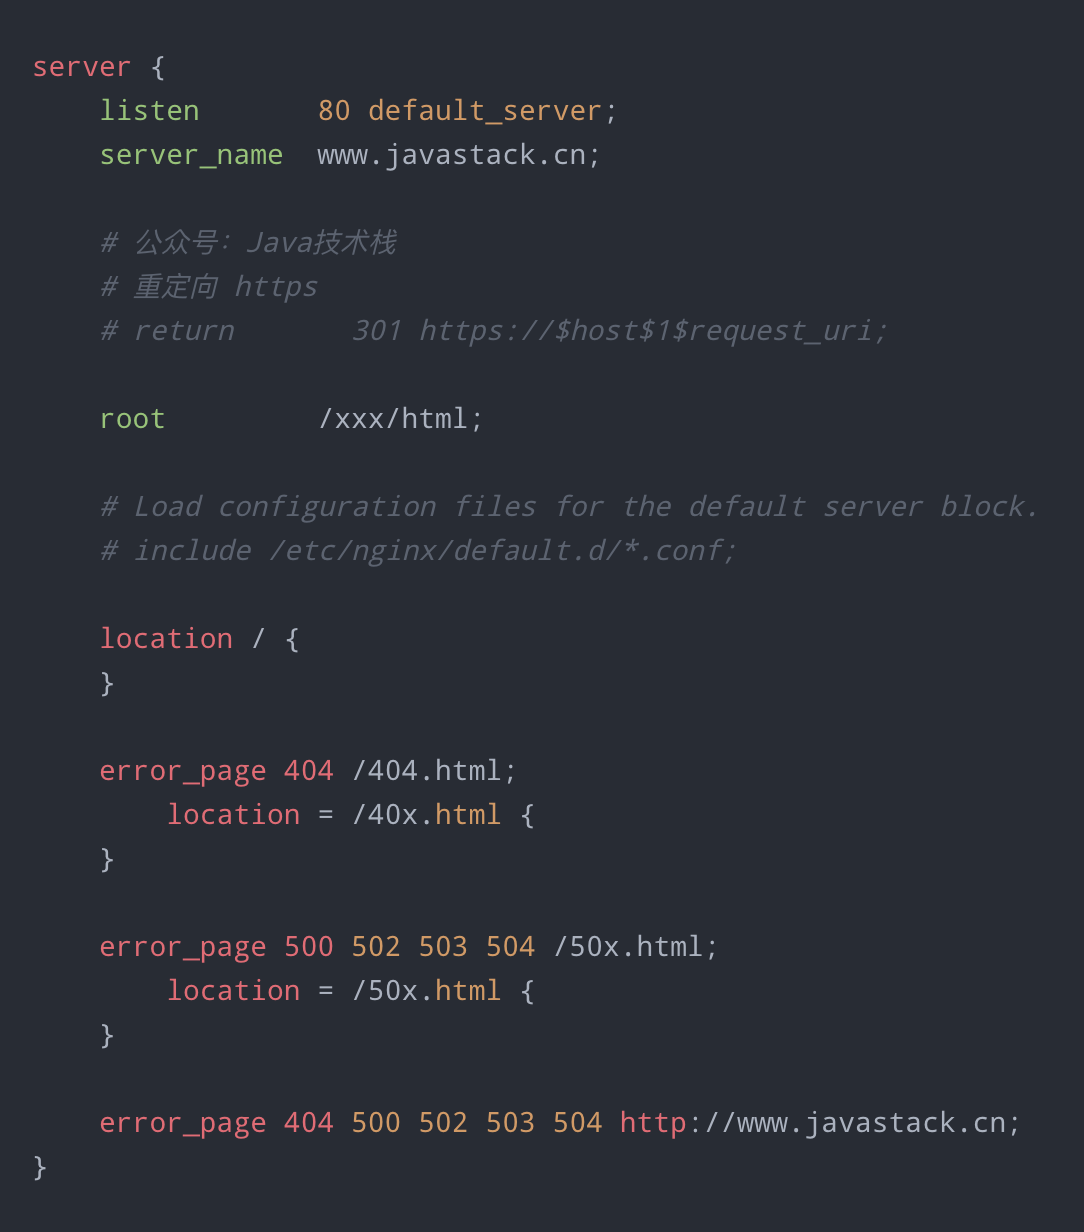 server {
    listen       80 default_server;
    server_name  www.javastack.cn;

    # 公众号：Java技术栈
    # 重定向 https
    # return       301 https://$host$1$request_uri;

    root         /xxx/html;

    # Load configuration files for the default server block.
    # include /etc/nginx/default.d/*.conf;

    location / {
    }

    error_page 404 /404.html;
        location = /40x.html {
    }

    error_page 500 502 503 504 /50x.html;
        location = /50x.html {
    }

    error_page 404 500 502 503 504 http://www.javastack.cn;
}